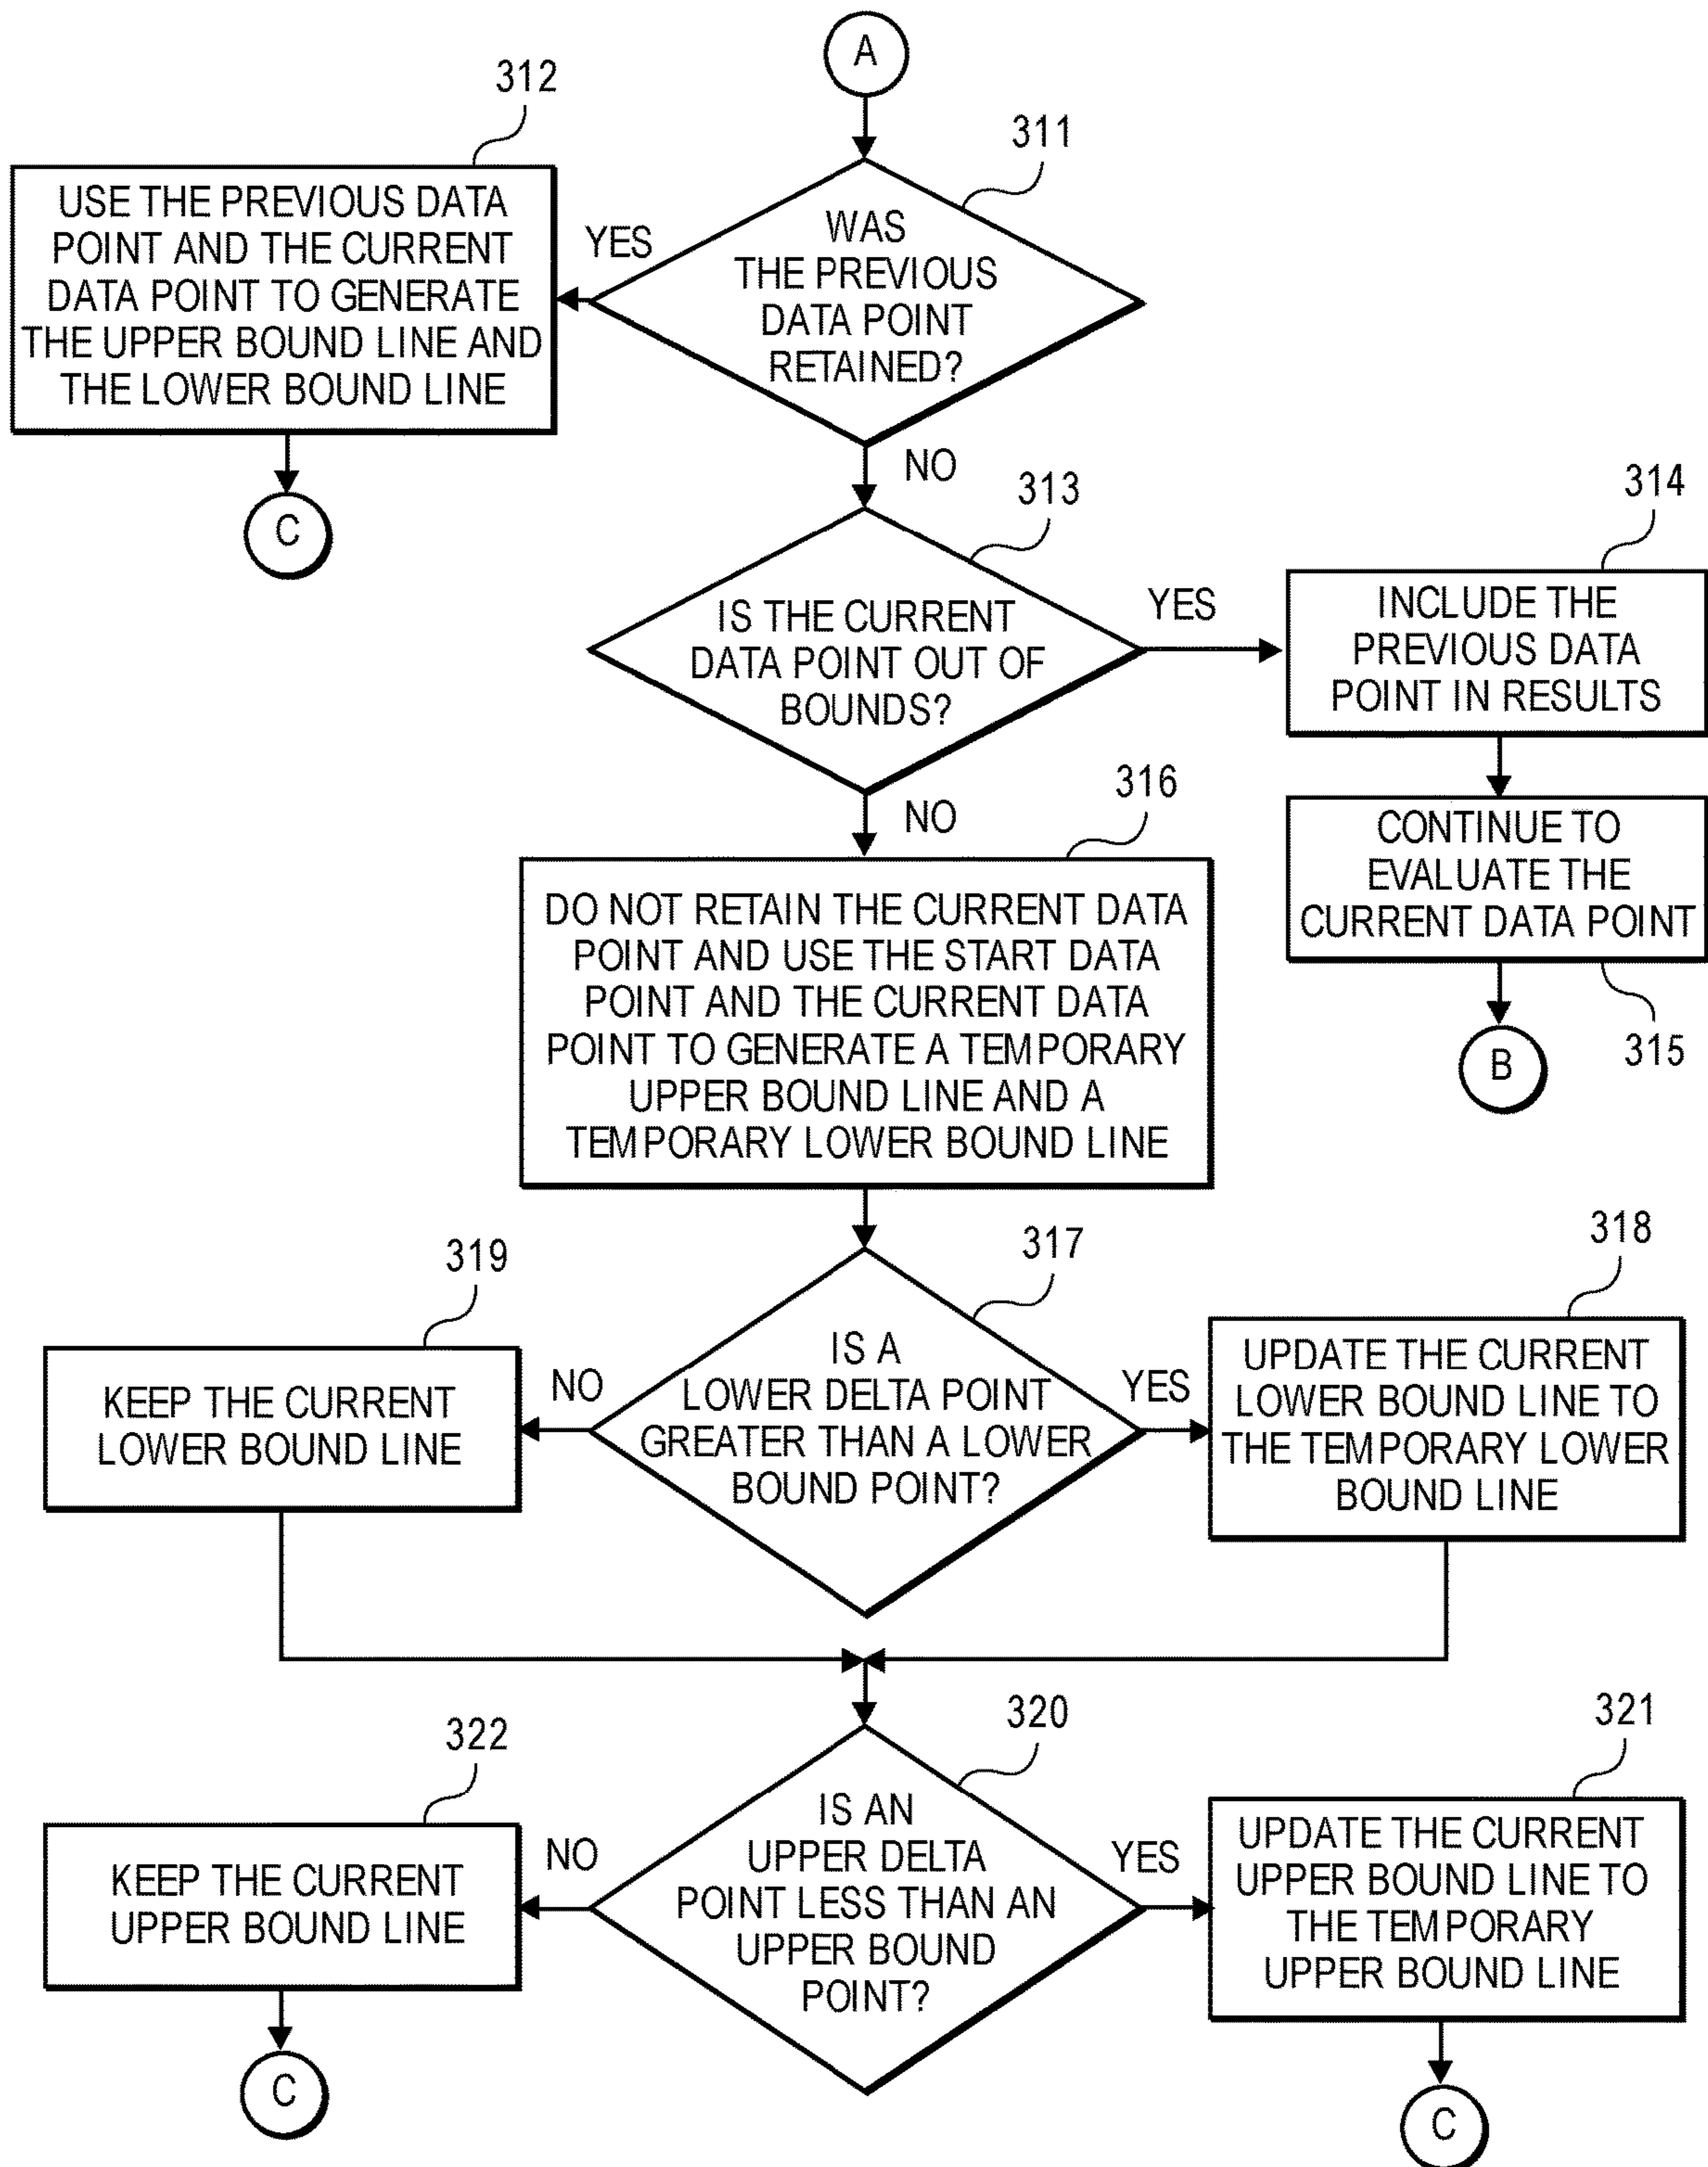 A
312
311
USE THE PREVIOUS DATA
POINT AND THE CURRENT
DATA POINT TO GENERATE
THE UPPER BOUND LINE AND
THE LOWER BOUND LINE
YES
WAS
THE PREVIOUS
DATA POINT
RETAINED?
NO
C
313
314
IS THE CURRENT
DATA POINT OUT OF
BOUNDS?
YES
INCLUDE THE
PREVIOUS DATA
POINT IN RESULTS
NO
316
CONTINUE TO
EVALUATE THE
CURRENT DATA POINT
315
B
DO NOT RETAIN THE CURRENT DATA
POINT AND USE THE START DATA
POINT AND THE CURRENT DATA
POINT TO GENERATE A TEMPORARY
UPPER BOUND LINE AND A
TEMPORARY LOWER BOUND LINE
319
317
318
KEEP THE CURRENT
LOWER BOUND LINE
NO
IS A
LOWER DELTA POINT
GREATER THAN A LOWER
BOUND POINT?
YES
UPDATE THE CURRENT
LOWER BOUND LINE TO
THE TEMPORARY LOWER
BOUND LINE
322
320
321
KEEP THE CURRENT
UPPER BOUND LINE
NO
IS AN
UPPER DELTA
POINT LESS THAN AN
UPPER BOUND
POINT?
YES
UPDATE THE CURRENT
UPPER BOUND LINE TO
THE TEMPORARY
UPPER BOUND LINE
C
C